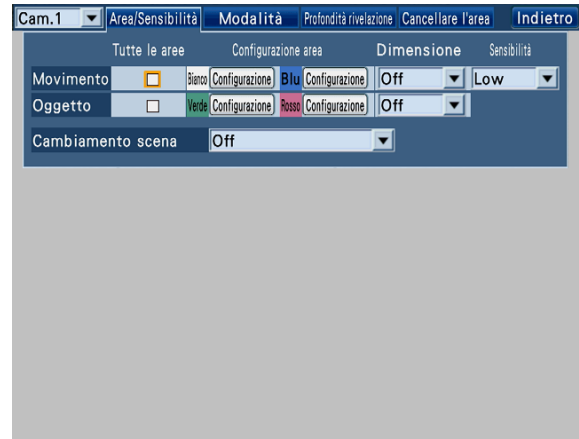 Cam.1 Area/Sensibilità Modalità Profondità rivelazione Cancellare l'area Indietro
Tutte le aree Configurazione area Dimensione Sensibilità
Movimento Bianco Configurazione Blu Configurazione Off Low
Oggetto Verde Configurazione Rosso Configurazione Off
Cambiamento scena Off